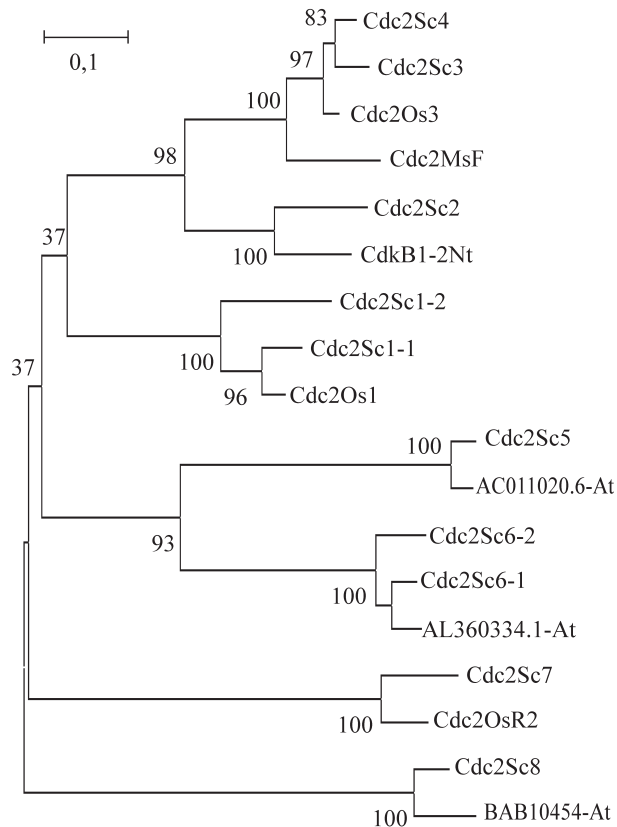 83
Cdc2Sc4
0,1
97
Cdc2Sc3
100
Cdc2Os3
98
Cdc2MsF
Cdc2Sc2
37
100
CdkB1-2Nt
Cdc2Sc1-2
100
Cdc2Sc1-1
37
96
Cdc2Os1
100
Cdc2Sc5
AC011020.6-At
93
Cdc2Sc6-2
100
Cdc2Sc6-1
AL360334.1-At
Cdc2Sc7
100
Cdc2OsR2
Cdc2Sc8
100
BAB10454-At